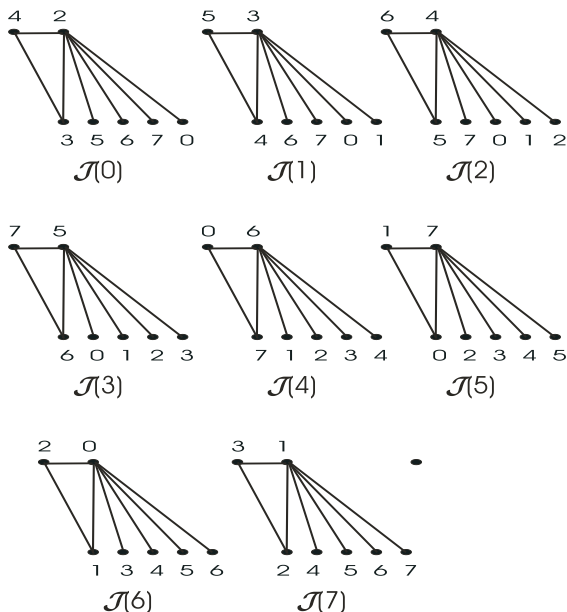 4 2 5 3 6 4
3 5 6 7 0 4 6 7 0 1 5 7 0 1 2
𝒥(0) 𝒥(1) 𝒥(2)
7 5 0 6 1 7
6 0 1 2 3 7 1 2 3 4 0 2 3 4 5
𝒥(3) 𝒥(4) 𝒥(5)
2 0 3 1
1 3 4 5 6 2 4 5 6 7
𝒥(6) 𝒥(7)